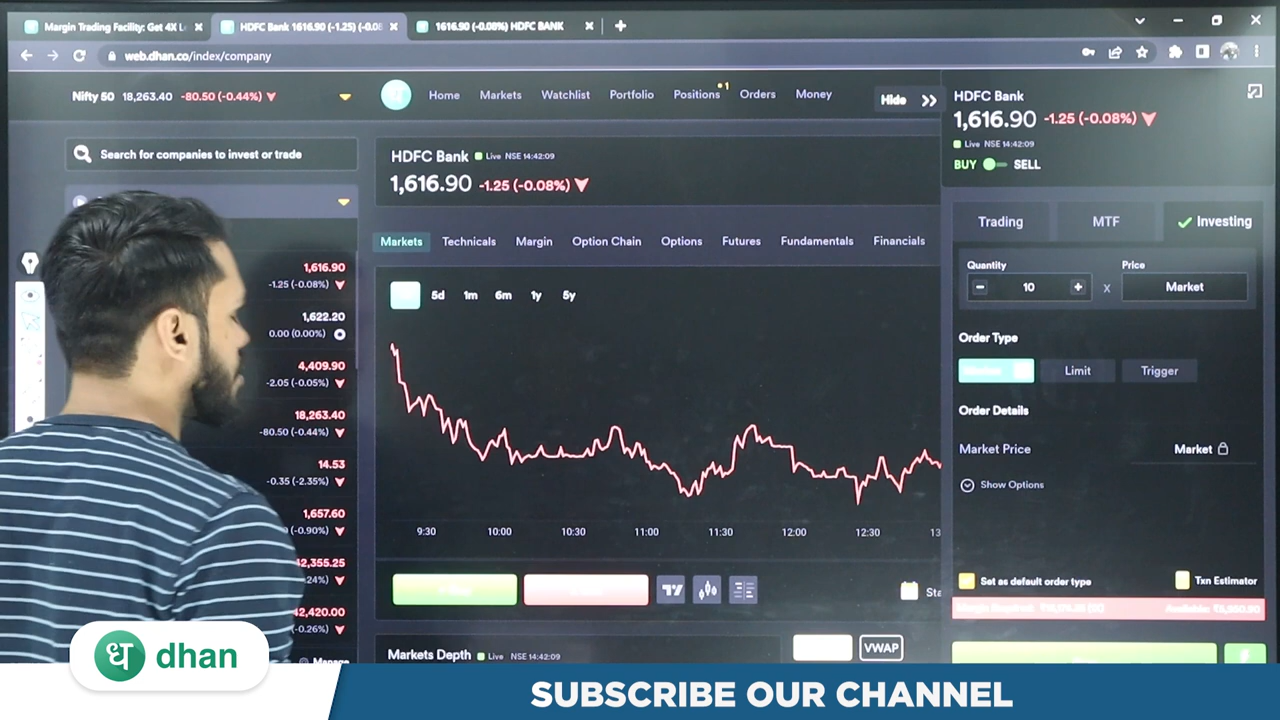 Margin Trading Facility: Get 4X L
HDFC Bank 1616.90 (-1.25) (-0.08
1616.90 (-0.08%) HDFC BANK
web.dhan.co/index/company
Nifty 50 18,263.40 -80.50 (-0.44%)
Home Markets Watchlist Portfolio Positions 1 Orders Money
Hide
HDFC Bank
1,616.90 -1.25 (-0.08%)
Live NSE 14:42:09
BUY SELL
Search for companies to invest or trade
HDFC Bank Live NSE 14:42:09
1,616.90 -1.25 (-0.08%)
Markets Technicals Margin Option Chain Options Futures Fundamentals Financials
5d 1m 6m 1y 5y
1,616.90
-1.25 (-0.08%)
1,622.20
0.00 (0.00%)
4,409.90
-2.05 (-0.05%)
18,263.40
-80.50 (-0.44%)
14.53
-0.35 (-2.35%)
1,657.60
(-0.90%)
42,355.25
24%)
42,420.00
(-0.26%)
Manage
9:30 10:00 10:30 11:00 11:30 12:00 12:30 13
Markets Depth Live NSE 14:42:09
VWAP
Trading MTF Investing
Quantity Price
- 10 + x Market
Order Type
Limit Trigger
Order Details
Market Price Market
Show Options
Set as default order type Txn Estimator
ध dhan
SUBSCRIBE OUR CHANNEL